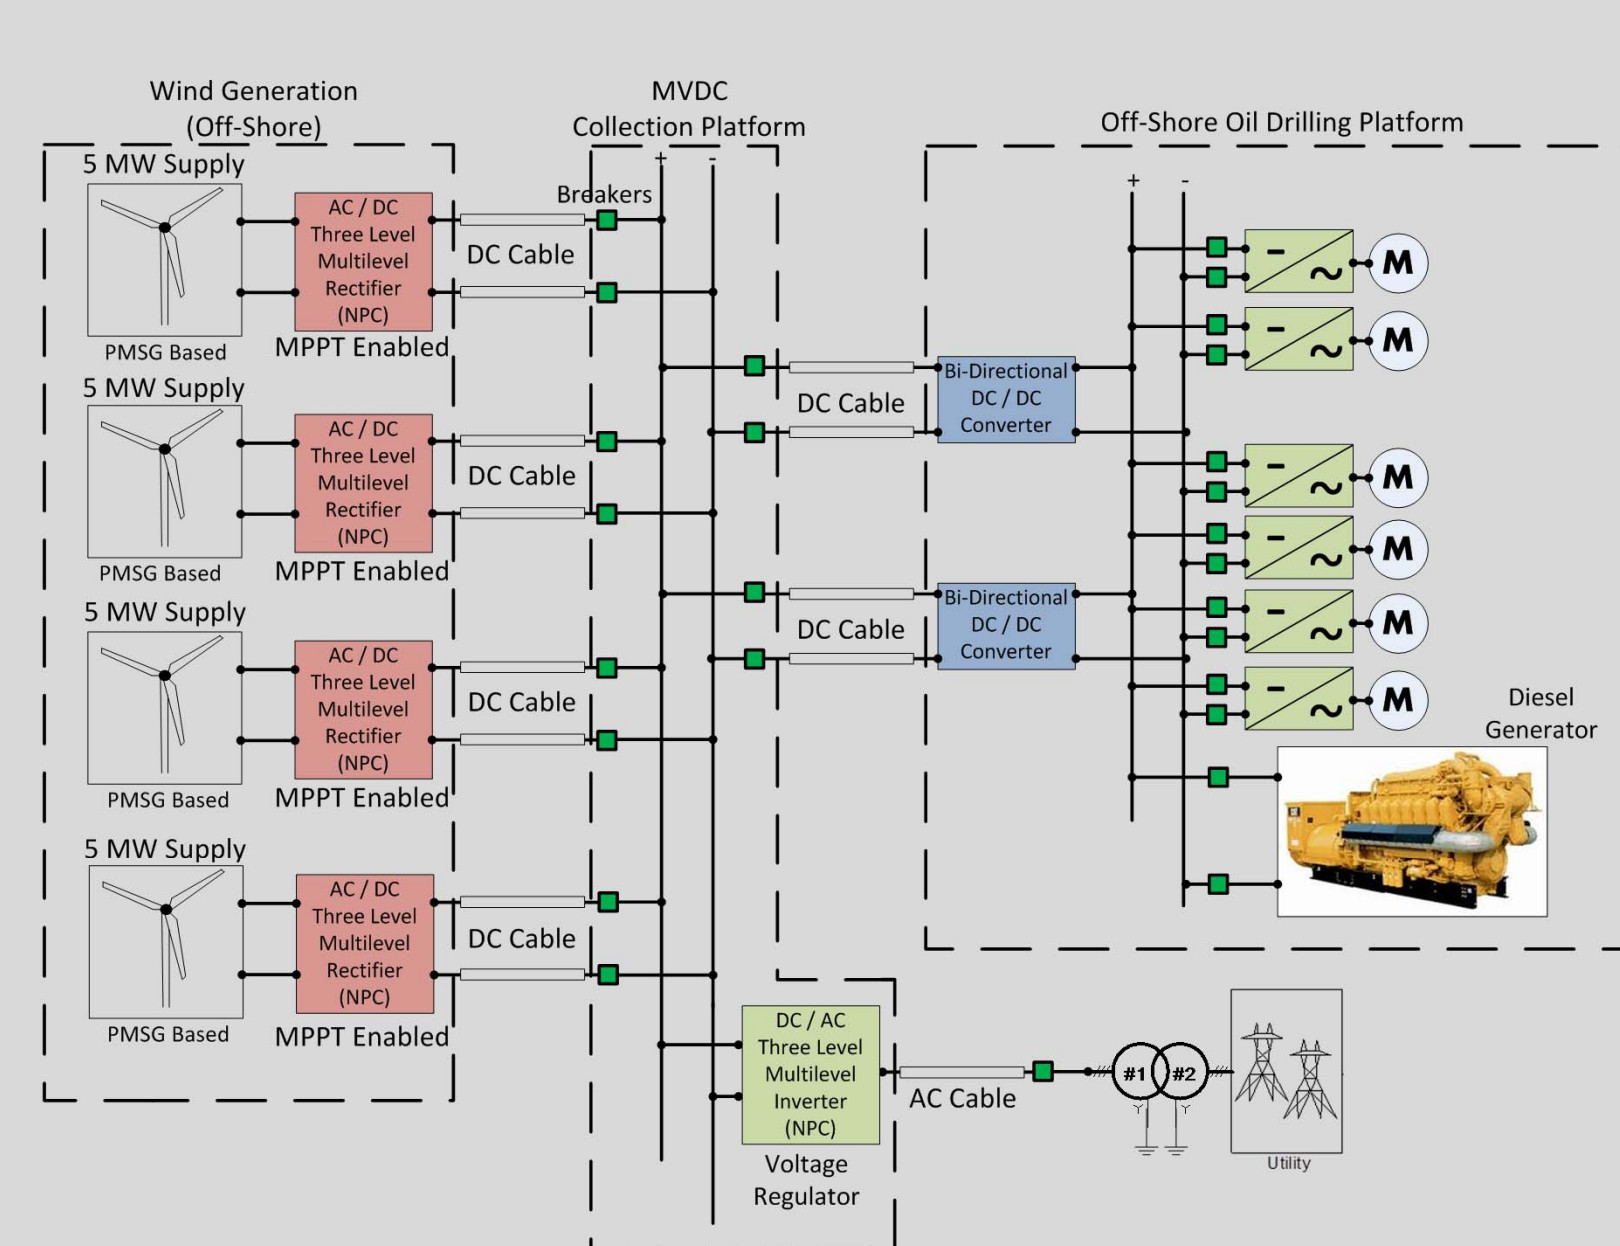 Wind Generation
(Off-Shore)
MVDC
Collection Platform
Off-Shore Oil Drilling Platform
5 MW Supply
AC / DC
Three Level
Multilevel
Rectifier
(NPC)
PMSG Based
MPPT Enabled
DC Cable
Breakers
+
-
5 MW Supply
AC / DC
Three Level
Multilevel
Rectifier
(NPC)
PMSG Based
MPPT Enabled
DC Cable
5 MW Supply
AC / DC
Three Level
Multilevel
Rectifier
(NPC)
PMSG Based
MPPT Enabled
DC Cable
5 MW Supply
AC / DC
Three Level
Multilevel
Rectifier
(NPC)
PMSG Based
MPPT Enabled
DC Cable
DC Cable
Bi-Directional
DC / DC
Converter
DC Cable
Bi-Directional
DC / DC
Converter
+
-
- ~ M
- ~ M
- ~ M
- ~ M
- ~ M
- ~ M
Diesel
Generator
DC / AC
Three Level
Multilevel
Inverter
(NPC)
Voltage
Regulator
AC Cable
#1 #2
Utility